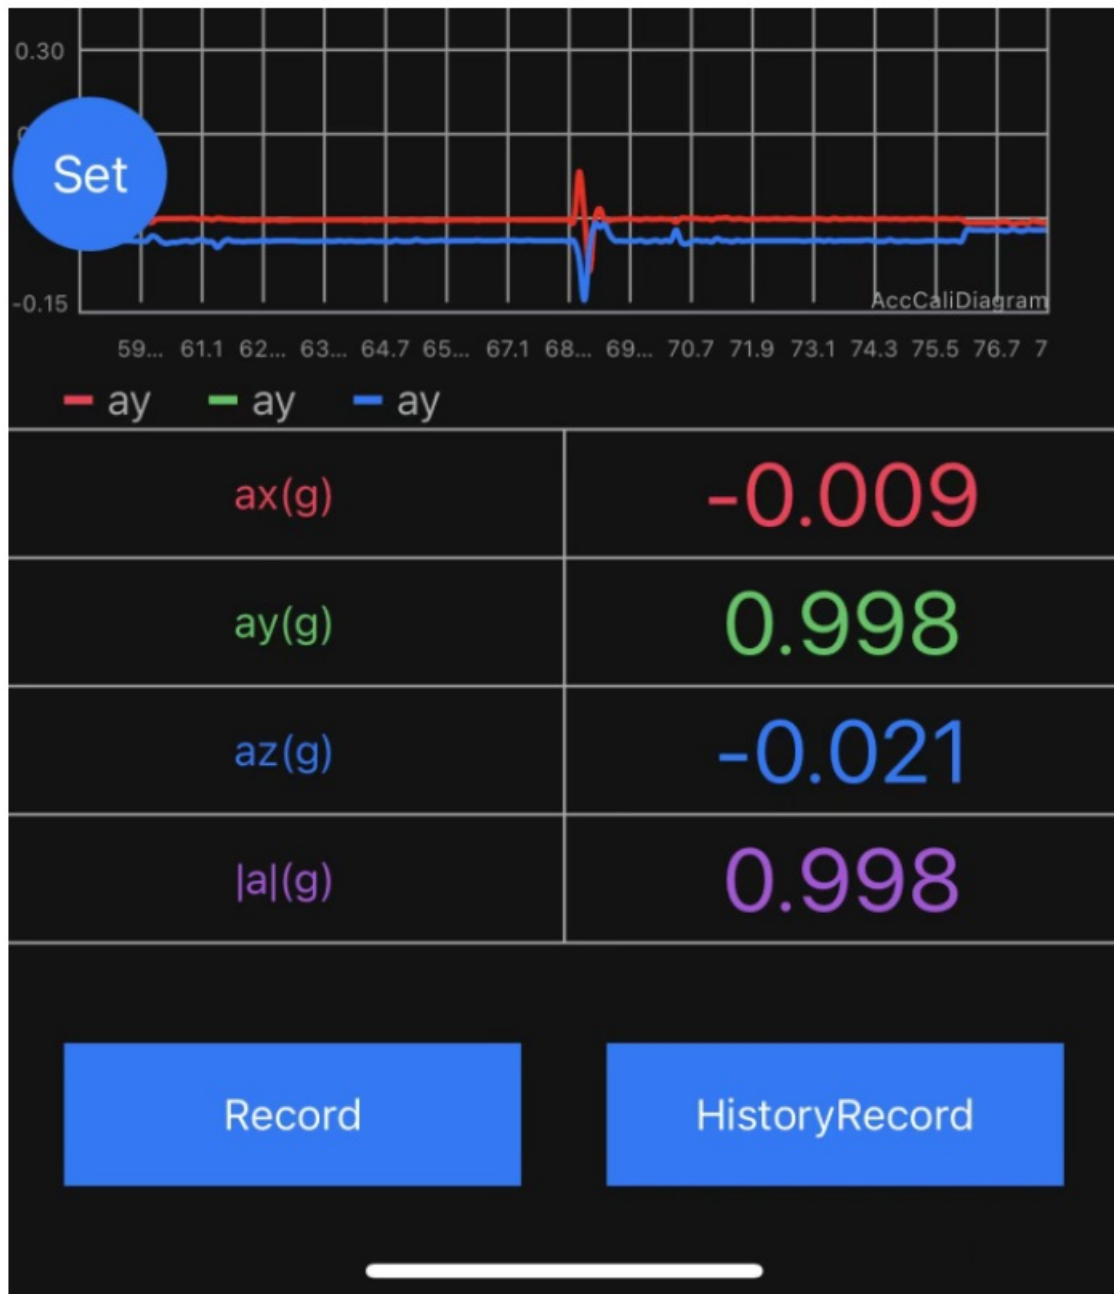 0.30
Set
-0.15
AccCaliDiagram
59... 61.1 62... 63... 64.7 65... 67.1 68... 69... 70.7 71.9 73.1 74.3 75.5 76.7 7
ay ay ay
ax(g) -0.009
ay(g) 0.998
az(g) -0.021
|a|(g) 0.998
Record HistoryRecord